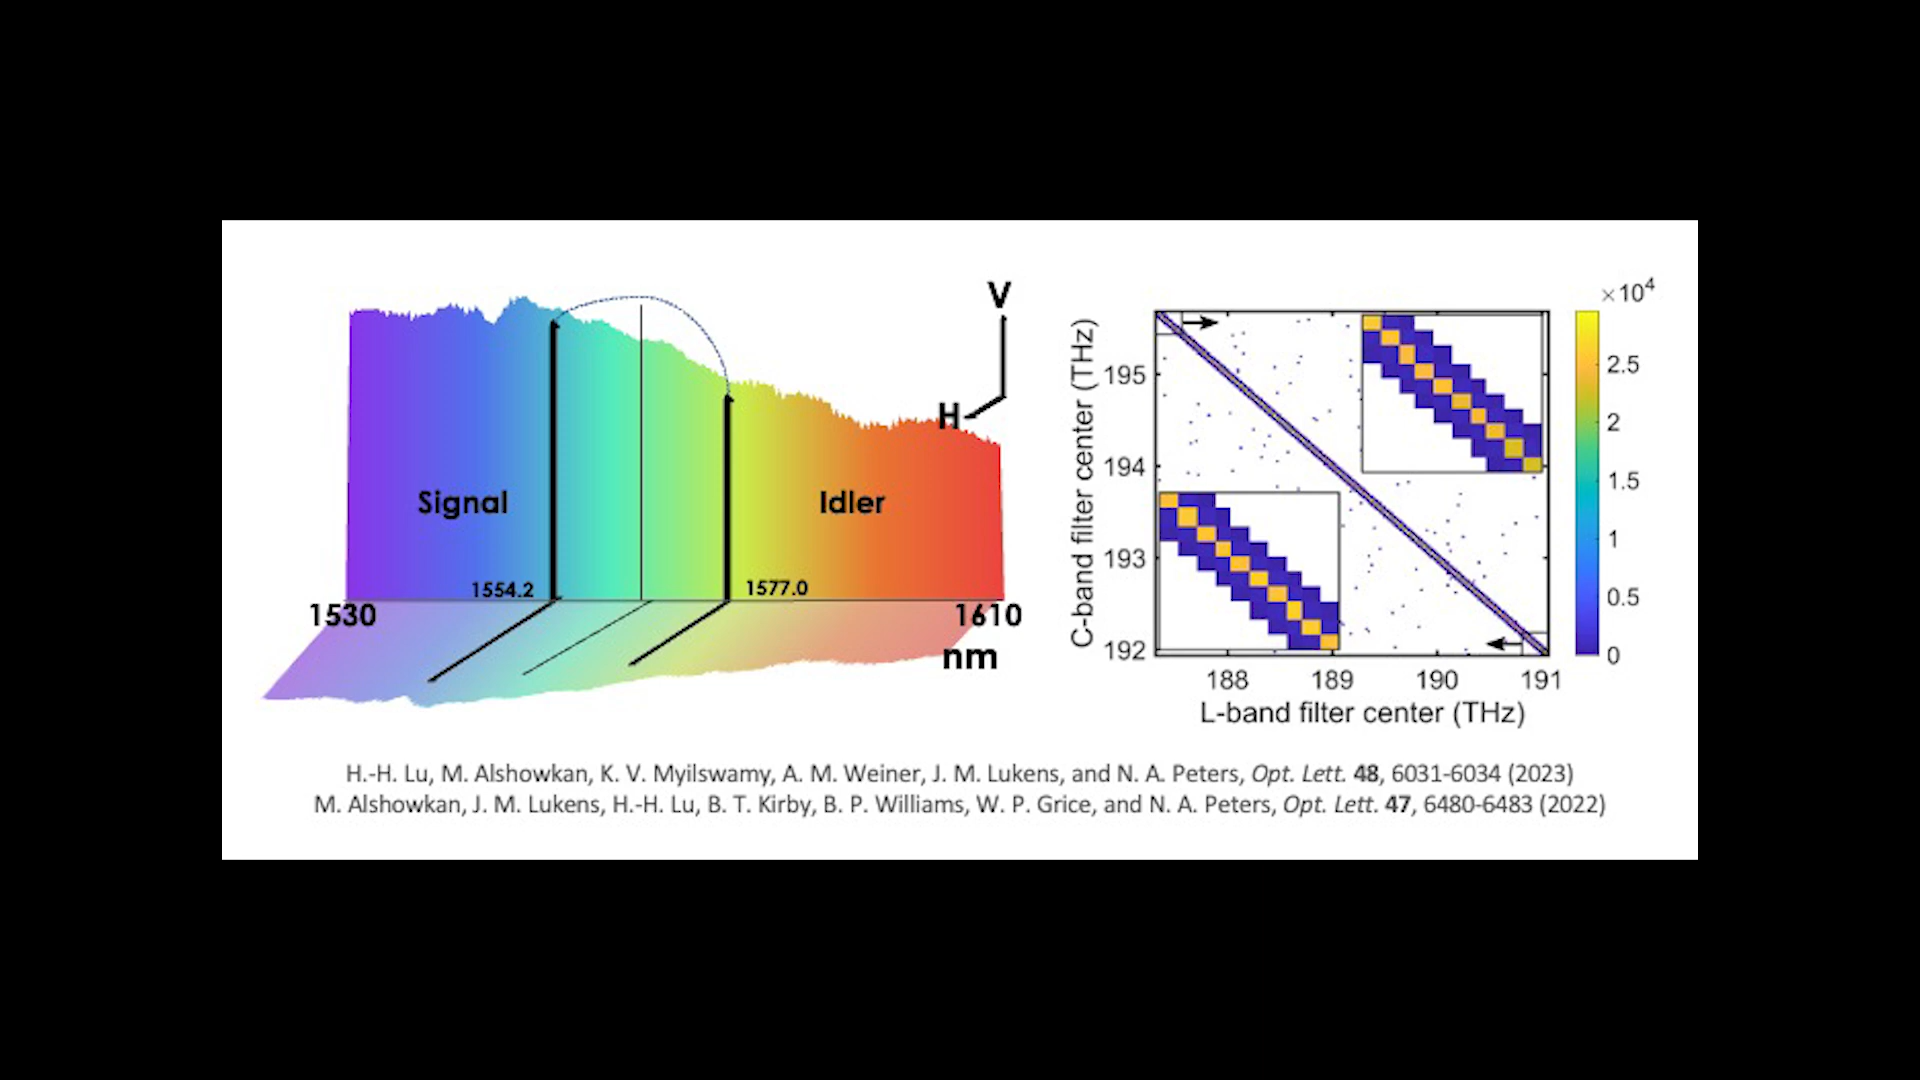 V
H
Signal
Idler
1554.2
1577.0
1530
1610
nm
×10⁴
C-band filter center (THz)
195
194
193
192
188 189 190 191
L-band filter center (THz)
2.5
2
1.5
1
0.5
0
H.-H. Lu, M. Alshowkan, K. V. Myilswamy, A. M. Weiner, J. M. Lukens, and N. A. Peters, Opt. Lett. 48, 6031-6034 (2023)
M. Alshowkan, J. M. Lukens, H.-H. Lu, B. T. Kirby, B. P. Williams, W. P. Grice, and N. A. Peters, Opt. Lett. 47, 6480-6483 (2022)